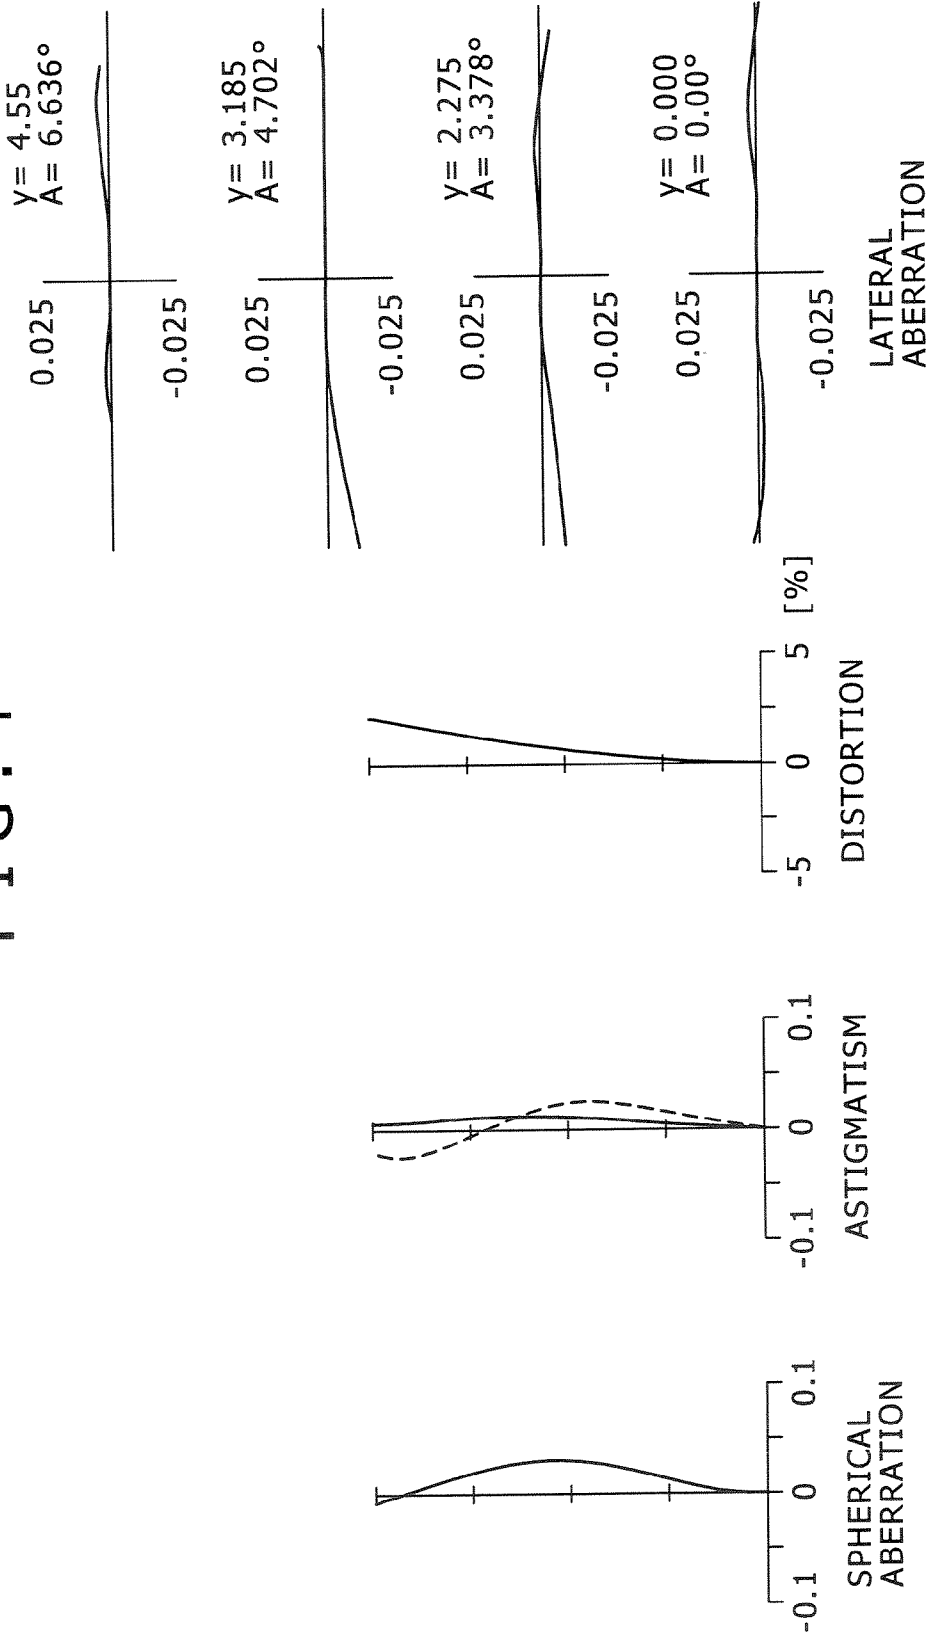 SPHERICAL
ABERRATION
-0.1 0 0.1
ASTIGMATISM
-0.1 0 0.1
DISTORTION
-5 0 5 [%]
LATERAL
ABERRATION
y= 4.55
A= 6.636°
0.025
-0.025
y= 3.185
A= 4.702°
0.025
-0.025
y= 2.275
A= 3.378°
0.025
-0.025
y= 0.000
A= 0.00°
0.025
-0.025